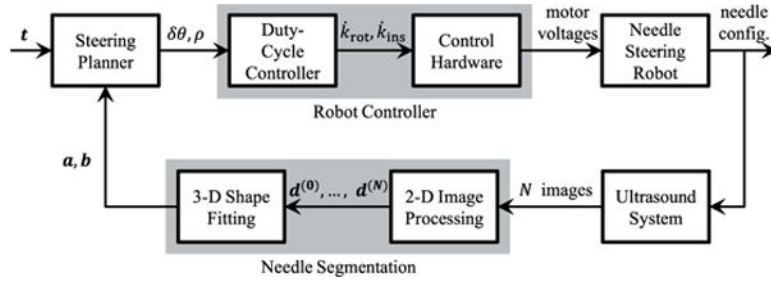 t
Steering
Planner
δθ, ρ
Duty-
Cycle
Controller
k̇rot, k̇ins
Control
Hardware
motor
voltages
Needle
Steering
Robot
needle
config.
Robot Controller
a, b
3-D Shape
Fitting
d(0), ..., d(N)
2-D Image
Processing
N images
Ultrasound
System
Needle Segmentation